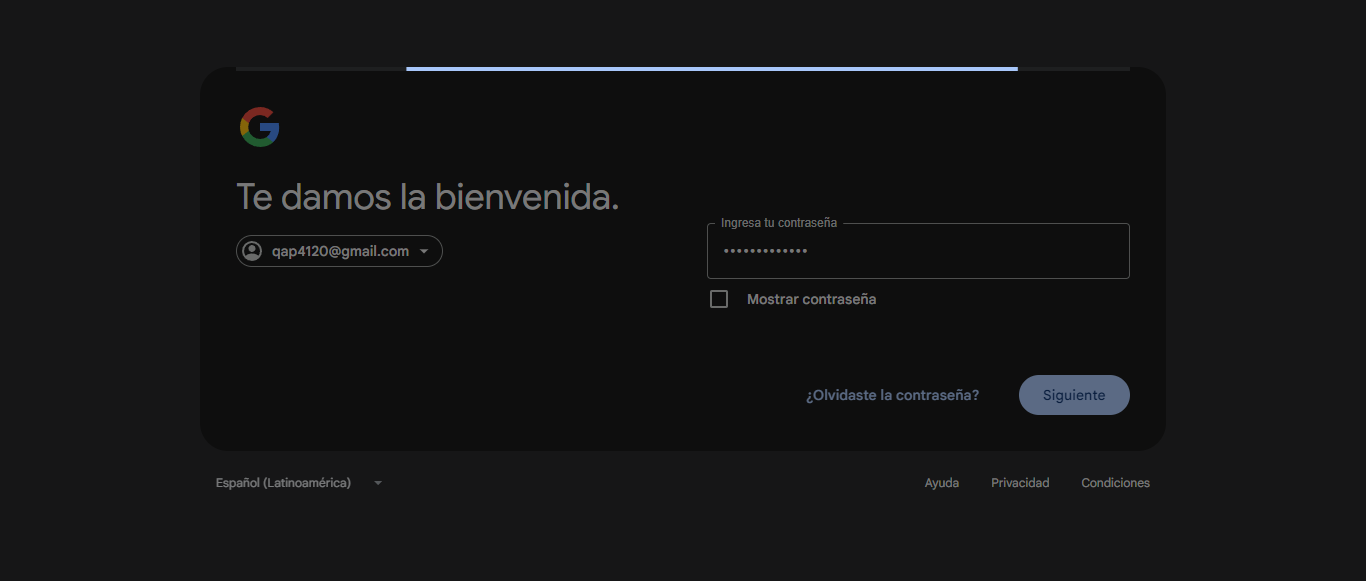 Te damos la bienvenida.
qap4120@gmail.com
Ingresa tu contraseña
•••••••••••••
Mostrar contraseña
¿Olvidaste la contraseña?
Siguiente
Español (Latinoamérica)
Ayuda
Privacidad
Condiciones